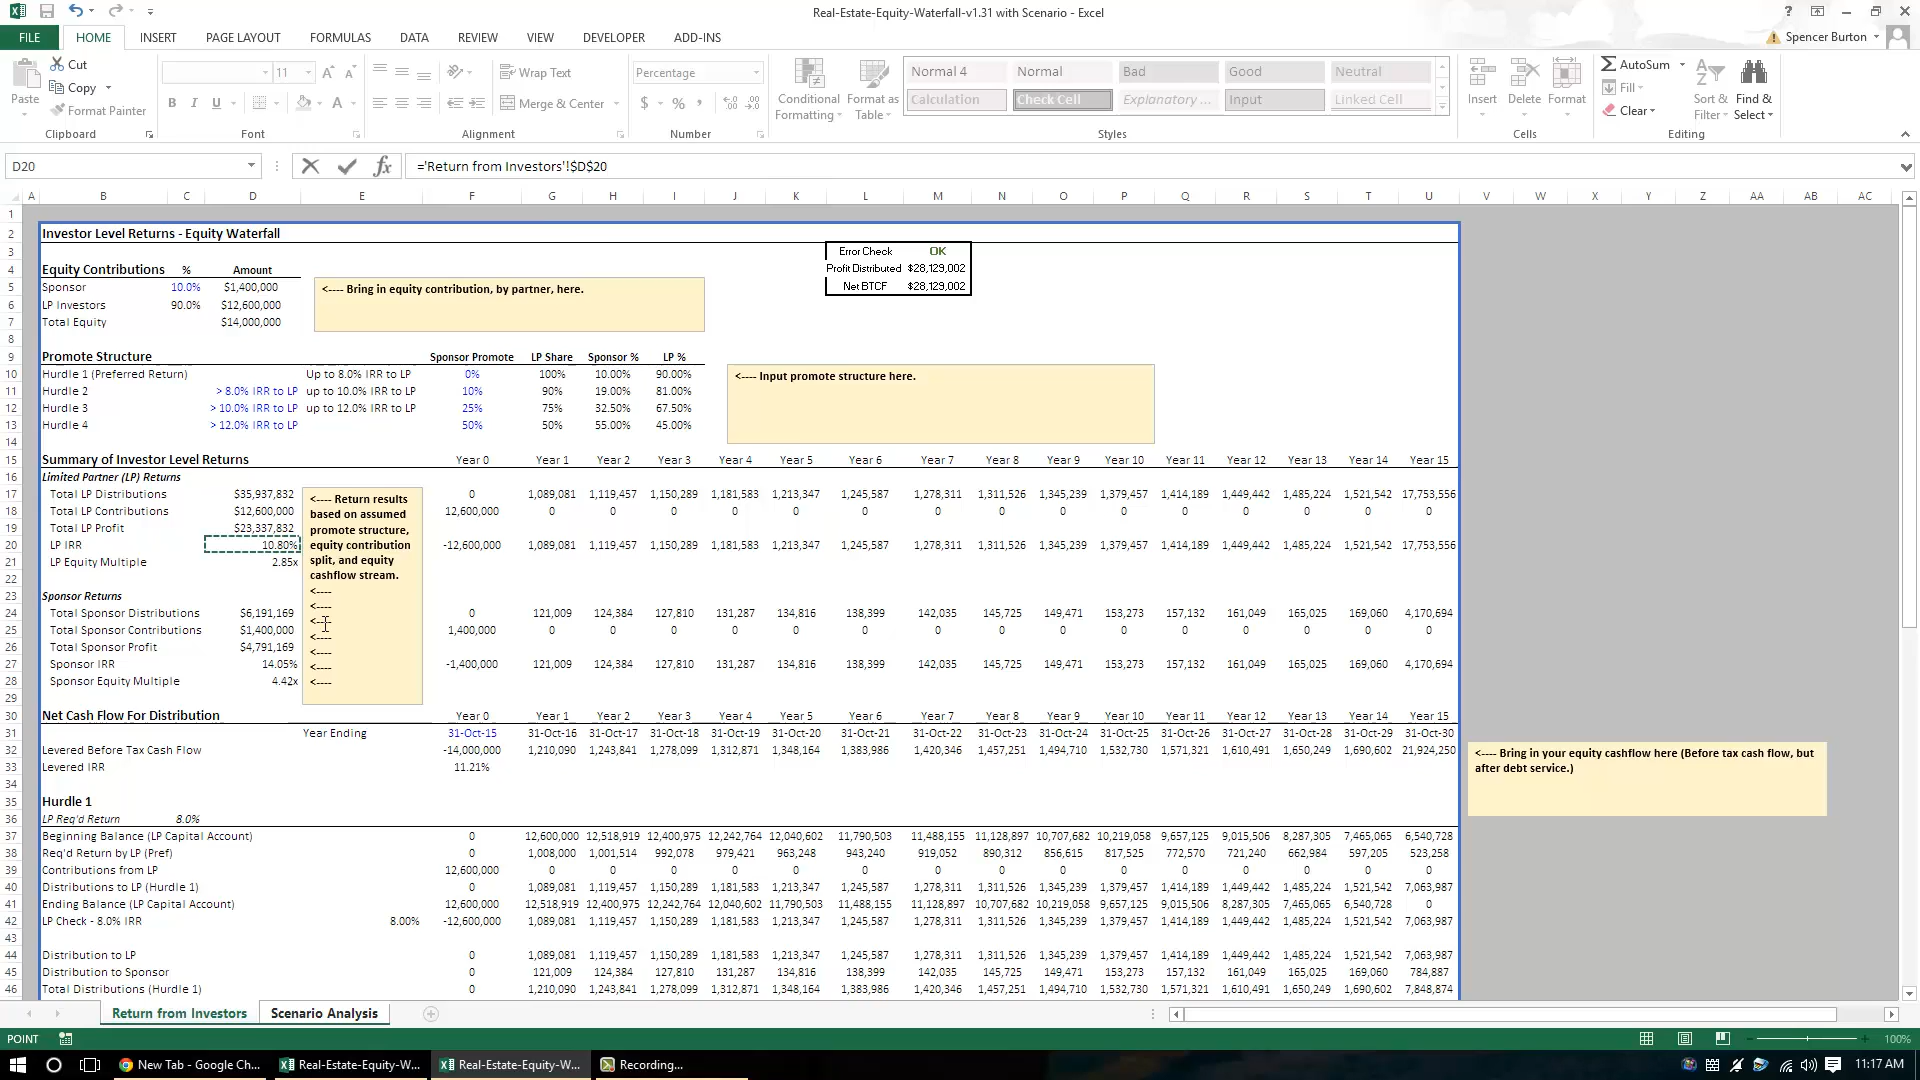 Real-Estate-Equity-Waterfall-v1.31 with Scenario - Excel
FILE HOME INSERT PAGE LAYOUT FORMULAS DATA REVIEW VIEW DEVELOPER ADD-INS Spencer Burton
Cut Copy Format Painter Paste Clipboard
11 Font
Wrap Text Merge & Center Alignment
Percentage Number
Conditional Formatting Format as Table
Normal 4 Normal Bad Good Neutral
Calculation Check Cell Explanatory ... Input Linked Cell
Styles
Insert Delete Format Cells
AutoSum Fill Clear Sort & Filter Find & Select Editing
D20 ='Return from Investors'!$D$20
A B C D E F G H I J K L M N O P Q R S T U V W X Y Z AA AB AC
1
2 Investor Level Returns - Equity Waterfall
3 Error Check OK
4 Equity Contributions % Amount Profit Distributed $28,129,002
5 Sponsor 10.0% $1,400,000 <---- Bring in equity contribution, by partner, here. Net BTCF $28,129,002
6 LP Investors 90.0% $12,600,000
7 Total Equity $14,000,000
8
9 Promote Structure Sponsor Promote LP Share Sponsor % LP %
10 Hurdle 1 (Preferred Return) Up to 8.0% IRR to LP 0% 100% 10.00% 90.00% <---- Input promote structure here.
11 Hurdle 2 > 8.0% IRR to LP up to 10.0% IRR to LP 10% 90% 19.00% 81.00%
12 Hurdle 3 > 10.0% IRR to LP up to 12.0% IRR to LP 25% 75% 32.50% 67.50%
13 Hurdle 4 > 12.0% IRR to LP 50% 50% 55.00% 45.00%
14
15 Summary of Investor Level Returns Year 0 Year 1 Year 2 Year 3 Year 4 Year 5 Year 6 Year 7 Year 8 Year 9 Year 10 Year 11 Year 12 Year 13 Year 14 Year 15
16 Limited Partner (LP) Returns
17 Total LP Distributions $35,937,832 0 1,089,081 1,119,457 1,150,289 1,181,583 1,213,347 1,245,587 1,278,311 1,311,526 1,345,239 1,379,457 1,414,189 1,449,442 1,485,224 1,521,542 17,753,556
18 Total LP Contributions $12,600,000 12,600,000 0 0 0 0 0 0 0 0 0 0 0 0 0 0 0
19 Total LP Profit $23,337,832
20 LP IRR 10.80% -12,600,000 1,089,081 1,119,457 1,150,289 1,181,583 1,213,347 1,245,587 1,278,311 1,311,526 1,345,239 1,379,457 1,414,189 1,449,442 1,485,224 1,521,542 17,753,556
21 LP Equity Multiple 2.85x
<---- Return results
based on assumed
promote structure,
equity contribution
split, and equity
cashflow stream.
<----
<----
<----
<----
<----
<----
<----
22
23 Sponsor Returns
24 Total Sponsor Distributions $6,191,169 0 121,009 124,384 127,810 131,287 134,816 138,399 142,035 145,725 149,471 153,273 157,132 161,049 165,025 169,060 4,170,694
25 Total Sponsor Contributions $1,400,000 1,400,000 0 0 0 0 0 0 0 0 0 0 0 0 0 0 0
26 Total Sponsor Profit $4,791,169
27 Sponsor IRR 14.05% -1,400,000 121,009 124,384 127,810 131,287 134,816 138,399 142,035 145,725 149,471 153,273 157,132 161,049 165,025 169,060 4,170,694
28 Sponsor Equity Multiple 4.42x
29
30 Net Cash Flow For Distribution Year 0 Year 1 Year 2 Year 3 Year 4 Year 5 Year 6 Year 7 Year 8 Year 9 Year 10 Year 11 Year 12 Year 13 Year 14 Year 15
31 Year Ending 31-Oct-15 31-Oct-16 31-Oct-17 31-Oct-18 31-Oct-19 31-Oct-20 31-Oct-21 31-Oct-22 31-Oct-23 31-Oct-24 31-Oct-25 31-Oct-26 31-Oct-27 31-Oct-28 31-Oct-29 31-Oct-30
32 Levered Before Tax Cash Flow -14,000,000 1,210,090 1,243,841 1,278,099 1,312,871 1,348,164 1,383,986 1,420,346 1,457,251 1,494,710 1,532,730 1,571,321 1,610,491 1,650,249 1,690,602 21,924,250
<---- Bring in your equity cashflow here (Before tax cash flow, but
after debt service.)
33 Levered IRR 11.21%
34
35 Hurdle 1
36 LP Req'd Return 8.0%
37 Beginning Balance (LP Capital Account) 0 12,600,000 12,518,919 12,400,975 12,242,764 12,040,602 11,790,503 11,488,155 11,128,897 10,707,682 10,219,058 9,657,125 9,015,506 8,287,305 7,465,065 6,540,728
38 Req'd Return by LP (Pref) 0 1,008,000 1,001,514 992,078 979,421 963,248 943,240 919,052 890,312 856,615 817,525 772,570 721,240 662,984 597,205 523,258
39 Contributions from LP 12,600,000 0 0 0 0 0 0 0 0 0 0 0 0 0 0 0
40 Distributions to LP (Hurdle 1) 0 1,089,081 1,119,457 1,150,289 1,181,583 1,213,347 1,245,587 1,278,311 1,311,526 1,345,239 1,379,457 1,414,189 1,449,442 1,485,224 1,521,542 7,063,987
41 Ending Balance (LP Capital Account) 12,600,000 12,518,919 12,400,975 12,242,764 12,040,602 11,790,503 11,488,155 11,128,897 10,707,682 10,219,058 9,657,125 9,015,506 8,287,305 7,465,065 6,540,728 0
42 LP Check - 8.0% IRR 8.00% -12,600,000 1,089,081 1,119,457 1,150,289 1,181,583 1,213,347 1,245,587 1,278,311 1,311,526 1,345,239 1,379,457 1,414,189 1,449,442 1,485,224 1,521,542 7,063,987
43
44 Distribution to LP 0 1,089,081 1,119,457 1,150,289 1,181,583 1,213,347 1,245,587 1,278,311 1,311,526 1,345,239 1,379,457 1,414,189 1,449,442 1,485,224 1,521,542 7,063,987
45 Distribution to Sponsor 0 121,009 124,384 127,810 131,287 134,816 138,399 142,035 145,725 149,471 153,273 157,132 161,049 165,025 169,060 784,887
46 Total Distributions (Hurdle 1) 0 1,210,090 1,243,841 1,278,099 1,312,871 1,348,164 1,383,986 1,420,346 1,457,251 1,494,710 1,532,730 1,571,321 1,610,491 1,650,249 1,690,602 7,848,874
Return from Investors Scenario Analysis
POINT 100%
New Tab - Google Ch... Real-Estate-Equity-W... Real-Estate-Equity-W... Recording... 11:17 AM